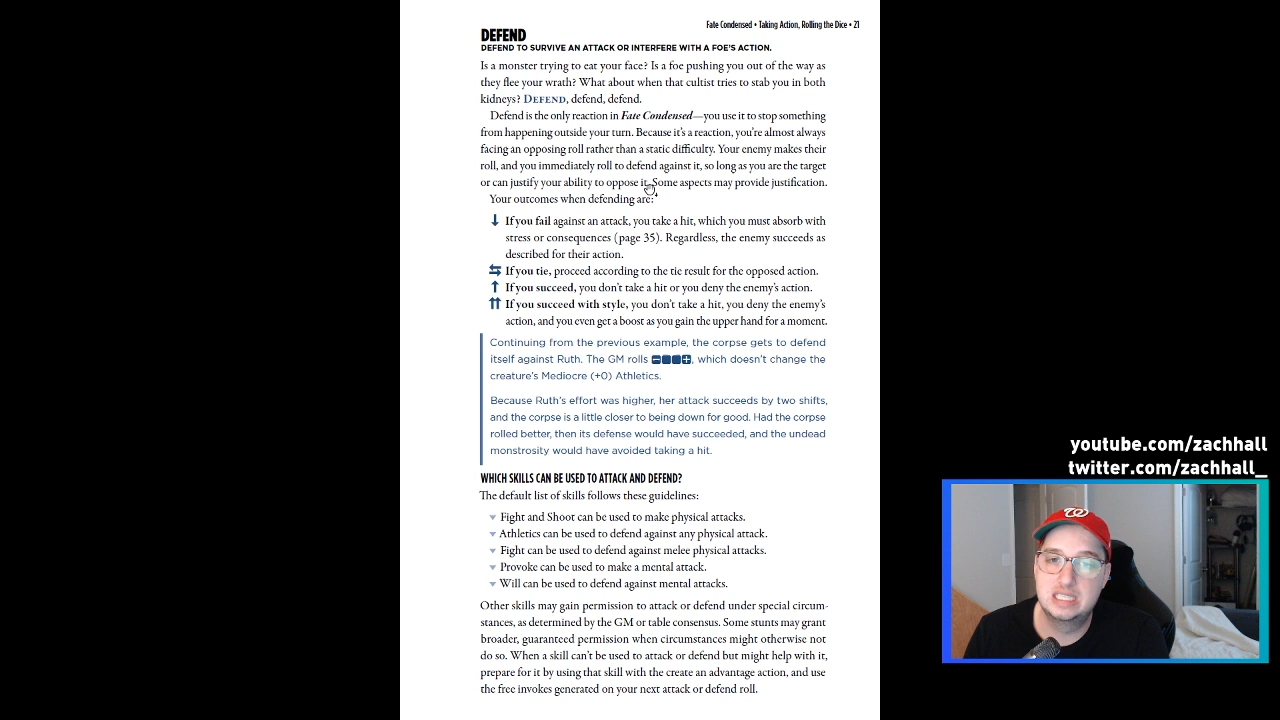 Fate Condensed • Taking Action, Rolling the Dice • 21
DEFEND
DEFEND TO SURVIVE AN ATTACK OR INTERFERE WITH A FOE'S ACTION.
Is a monster trying to eat your face? Is a foe pushing you out of the way as
they flee your wrath? What about when that cultist tries to stab you in both
kidneys? DEFEND, defend, defend.
Defend is the only reaction in Fate Condensed—you use it to stop something
from happening outside your turn. Because it's a reaction, you're almost always
facing an opposing roll rather than a static difficulty. Your enemy makes their
roll, and you immediately roll to defend against it, so long as you are the target
or can justify your ability to oppose it. Some aspects may provide justification.
Your outcomes when defending are:
If you fail against an attack, you take a hit, which you must absorb with
stress or consequences (page 35). Regardless, the enemy succeeds as
described for their action.
If you tie, proceed according to the tie result for the opposed action.
If you succeed, you don't take a hit or you deny the enemy's action.
If you succeed with style, you don't take a hit, you deny the enemy's
action, and you even get a boost as you gain the upper hand for a moment.
Continuing from the previous example, the corpse gets to defend
itself against Ruth. The GM rolls , which doesn't change the
creature's Mediocre (+0) Athletics.
Because Ruth's effort was higher, her attack succeeds by two shifts,
and the corpse is a little closer to being down for good. Had the corpse
rolled better, then its defense would have succeeded, and the undead
monstrosity would have avoided taking a hit.
WHICH SKILLS CAN BE USED TO ATTACK AND DEFEND?
The default list of skills follows these guidelines:
Fight and Shoot can be used to make physical attacks.
Athletics can be used to defend against any physical attack.
Fight can be used to defend against melee physical attacks.
Provoke can be used to make a mental attack.
Will can be used to defend against mental attacks.
Other skills may gain permission to attack or defend under special circum-
stances, as determined by the GM or table consensus. Some stunts may grant
broader, guaranteed permission when circumstances might otherwise not
do so. When a skill can't be used to attack or defend but might help with it,
prepare for it by using that skill with the create an advantage action, and use
the free invokes generated on your next attack or defend roll.
youtube.com/zachhall
twitter.com/zachhall_
W